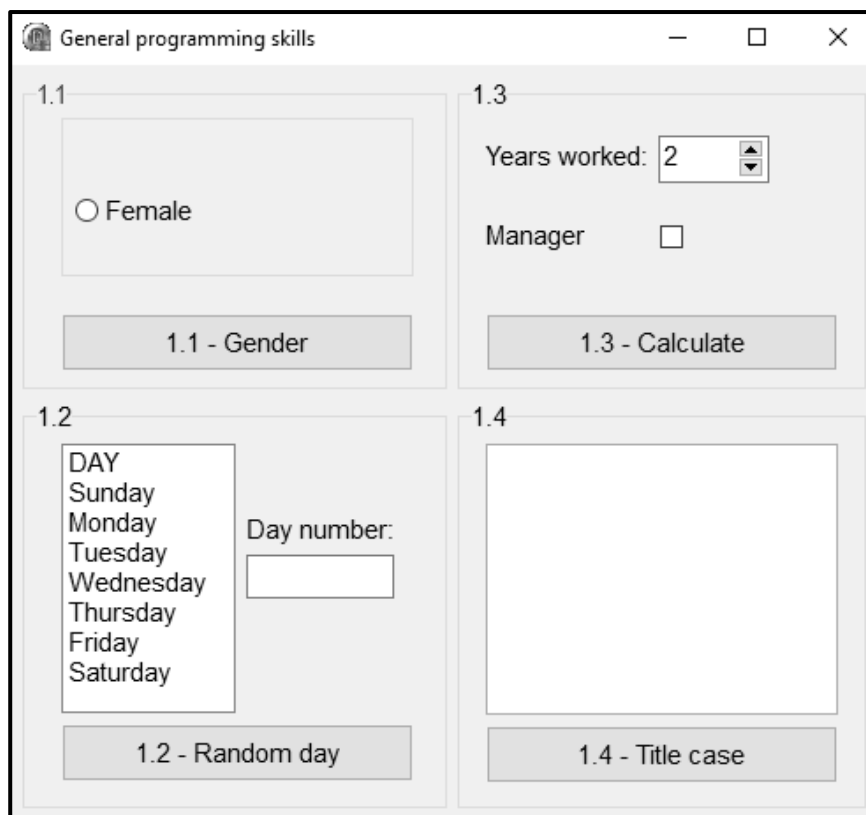 General programming skills
1.1
Female
1.1 - Gender
1.3
Years worked: 2
Manager
1.3 - Calculate
1.2
DAY
Sunday
Monday
Tuesday
Wednesday
Thursday
Friday
Saturday
Day number:
1.2 - Random day
1.4
1.4 - Title case